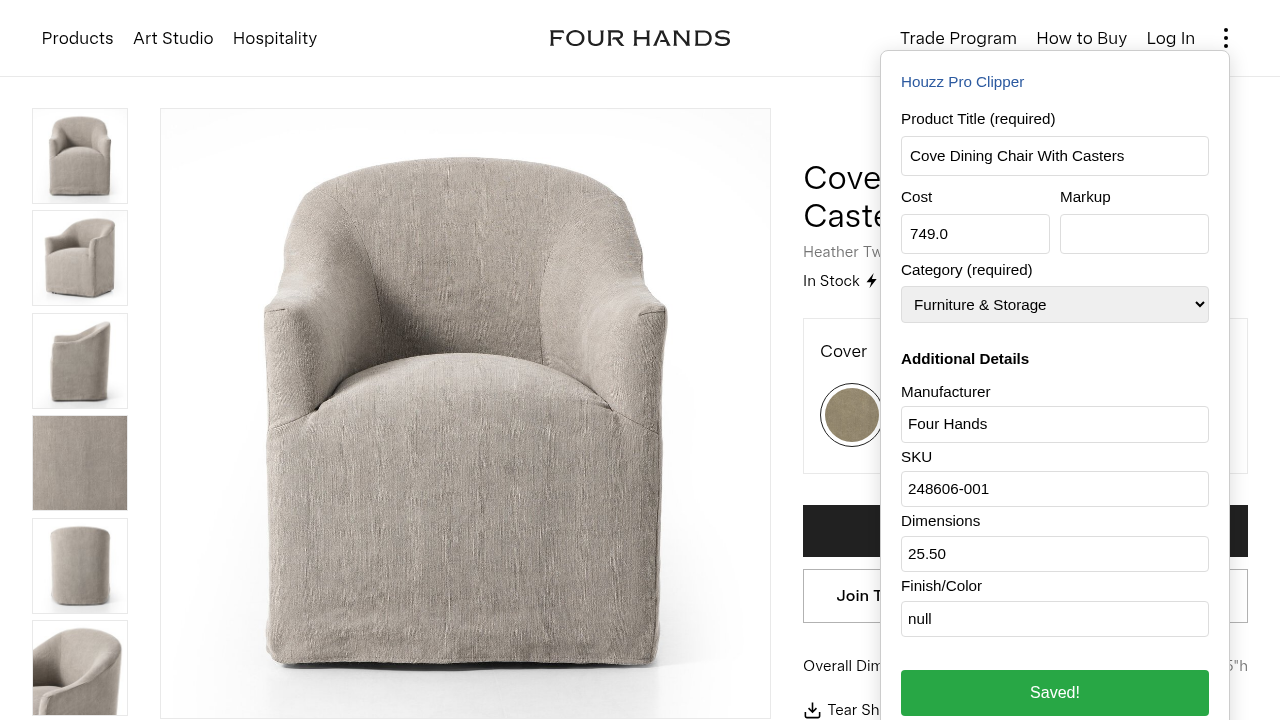 Products Art Studio Hospitality
FOUR HANDS
Trade Program How to Buy Log In
Houzz Pro Clipper
Product Title (required)
Cove Dining Chair With Casters
Cost Markup
749.0
Category (required)
Furniture & Storage
Additional Details
Manufacturer
Four Hands
SKU
248606-001
Dimensions
25.50
Finish/Color
null
Saved!
Cove
Caste
Heather Tw
In Stock
Cover
Join T
Overall Dim
5"h
Tear Sh